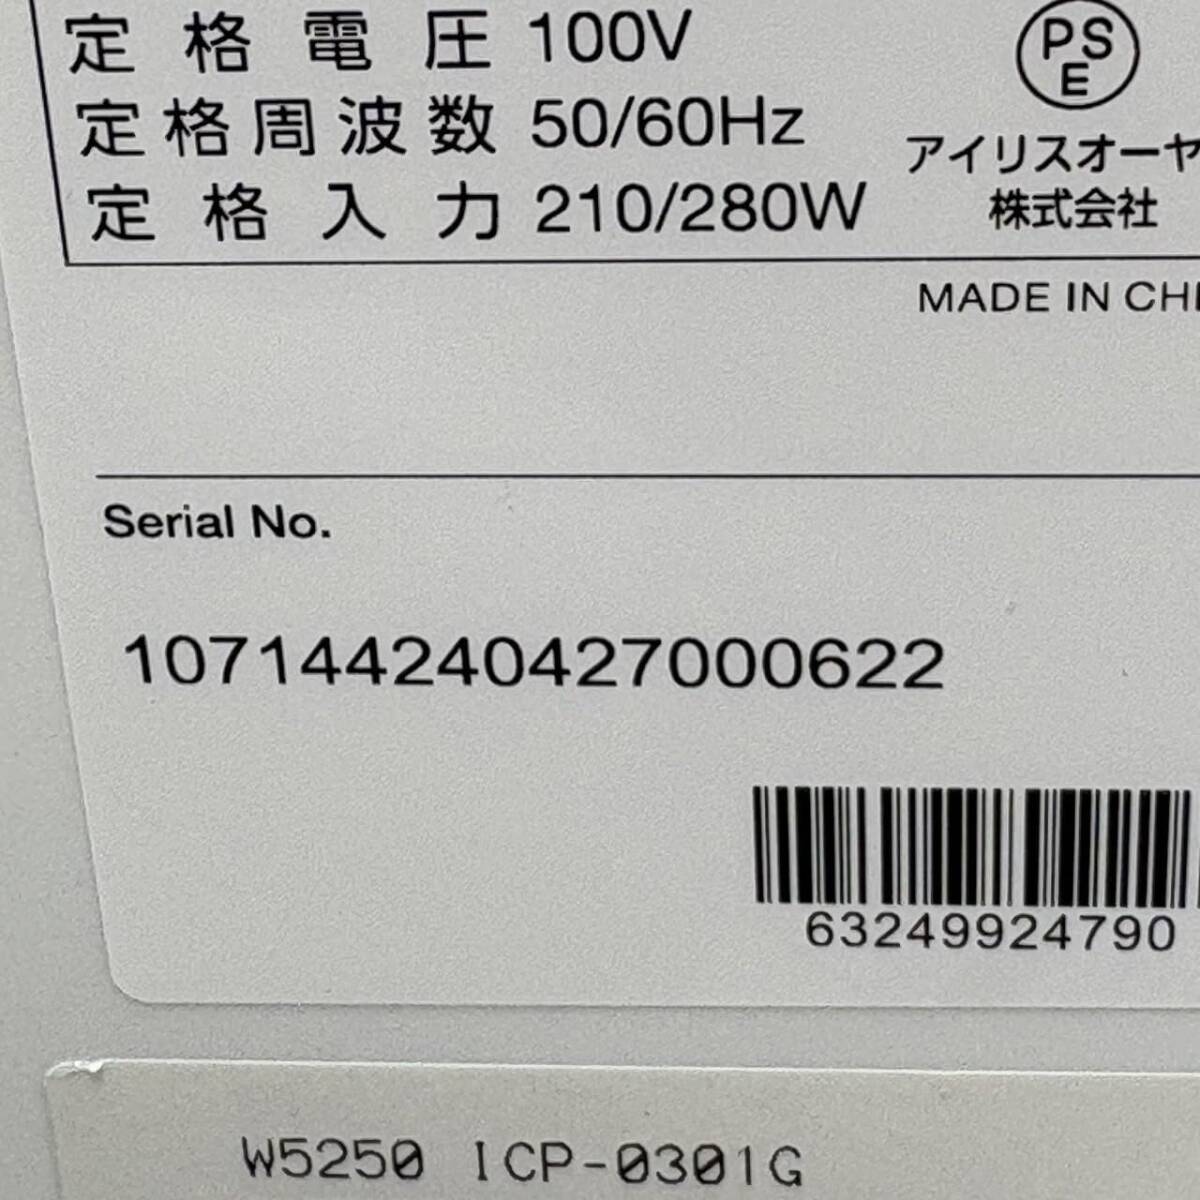 定格電圧 100V
PS
E
定格周波数 50/60Hz
アイリスオーヤ
定格入力 210/280W
株式会社
MADE IN CHI
Serial No.
107144240427000622
63249924790
W5250 ICP-0301G